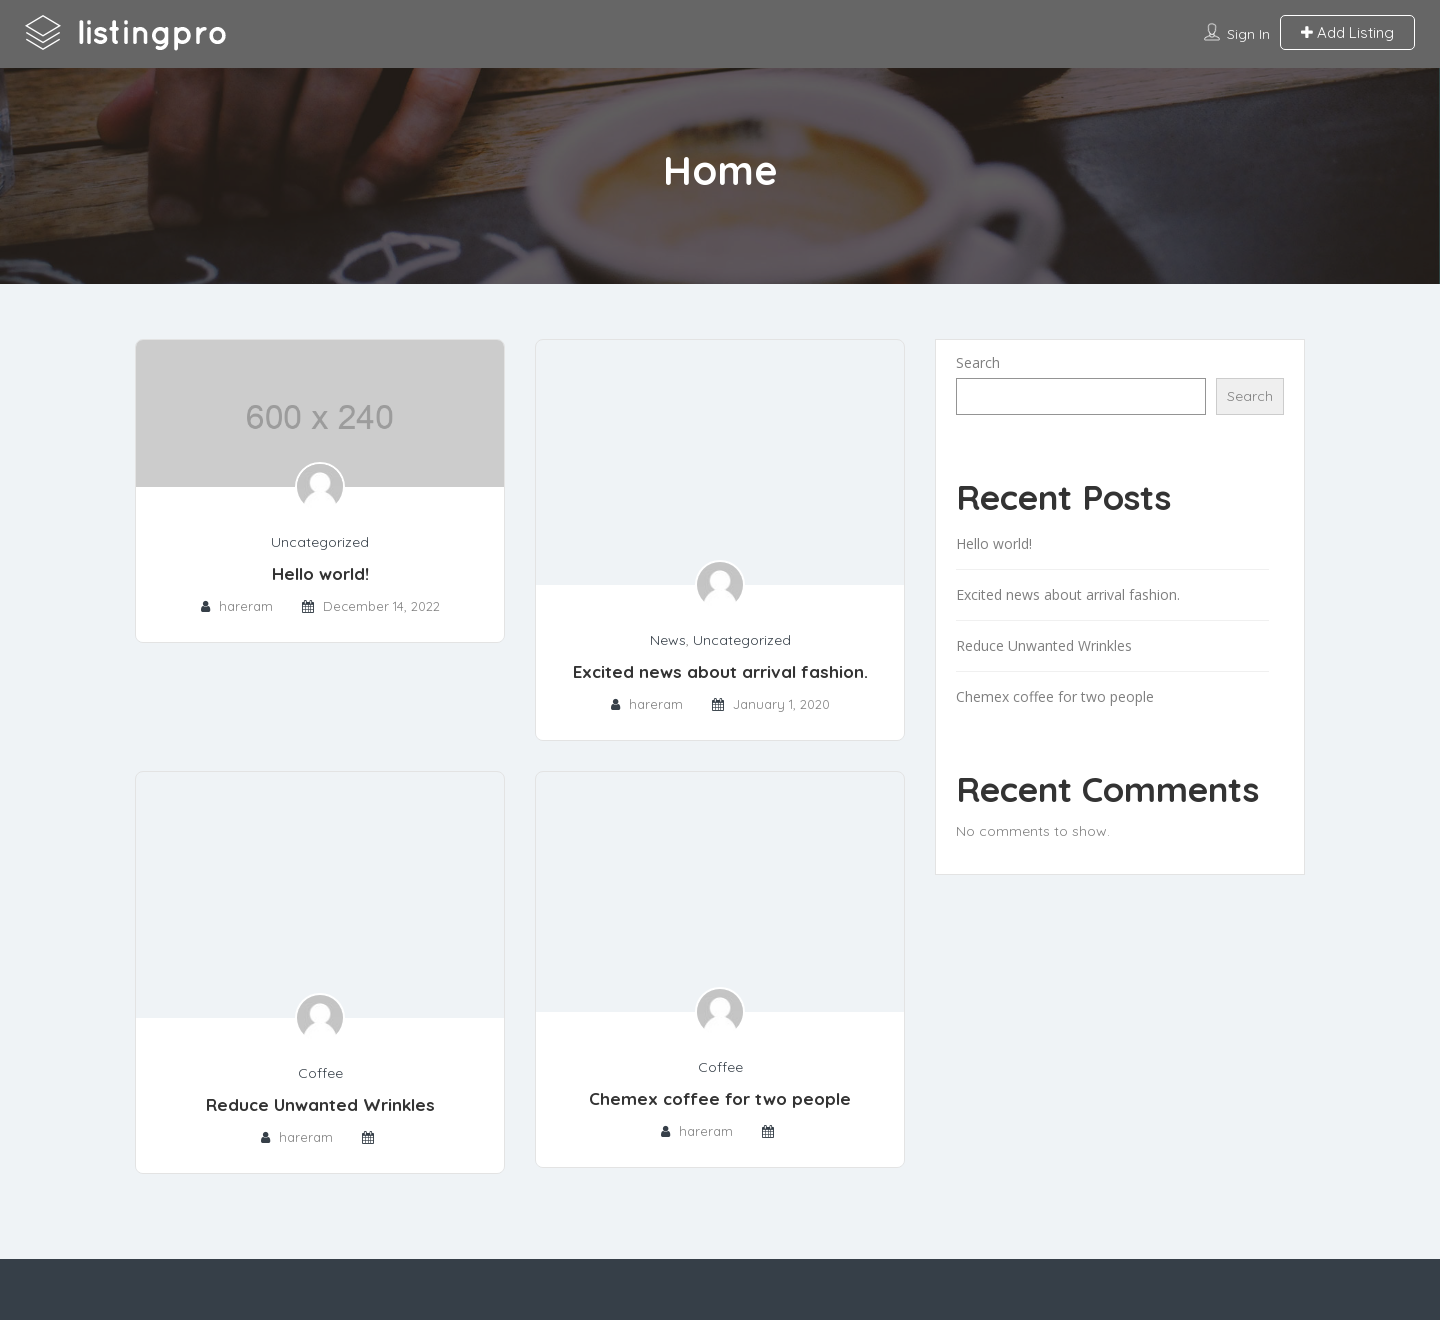 listingpro
Sign In
Add Listing
Home
600 x 240
Uncategorized
Hello world!
hareram December 14, 2022
News, Uncategorized
Excited news about arrival fashion.
hareram January 1, 2020
Coffee
Reduce Unwanted Wrinkles
hareram
Coffee
Chemex coffee for two people
hareram
Search
Search
Recent Posts
Hello world!
Excited news about arrival fashion.
Reduce Unwanted Wrinkles
Chemex coffee for two people
Recent Comments
No comments to show.